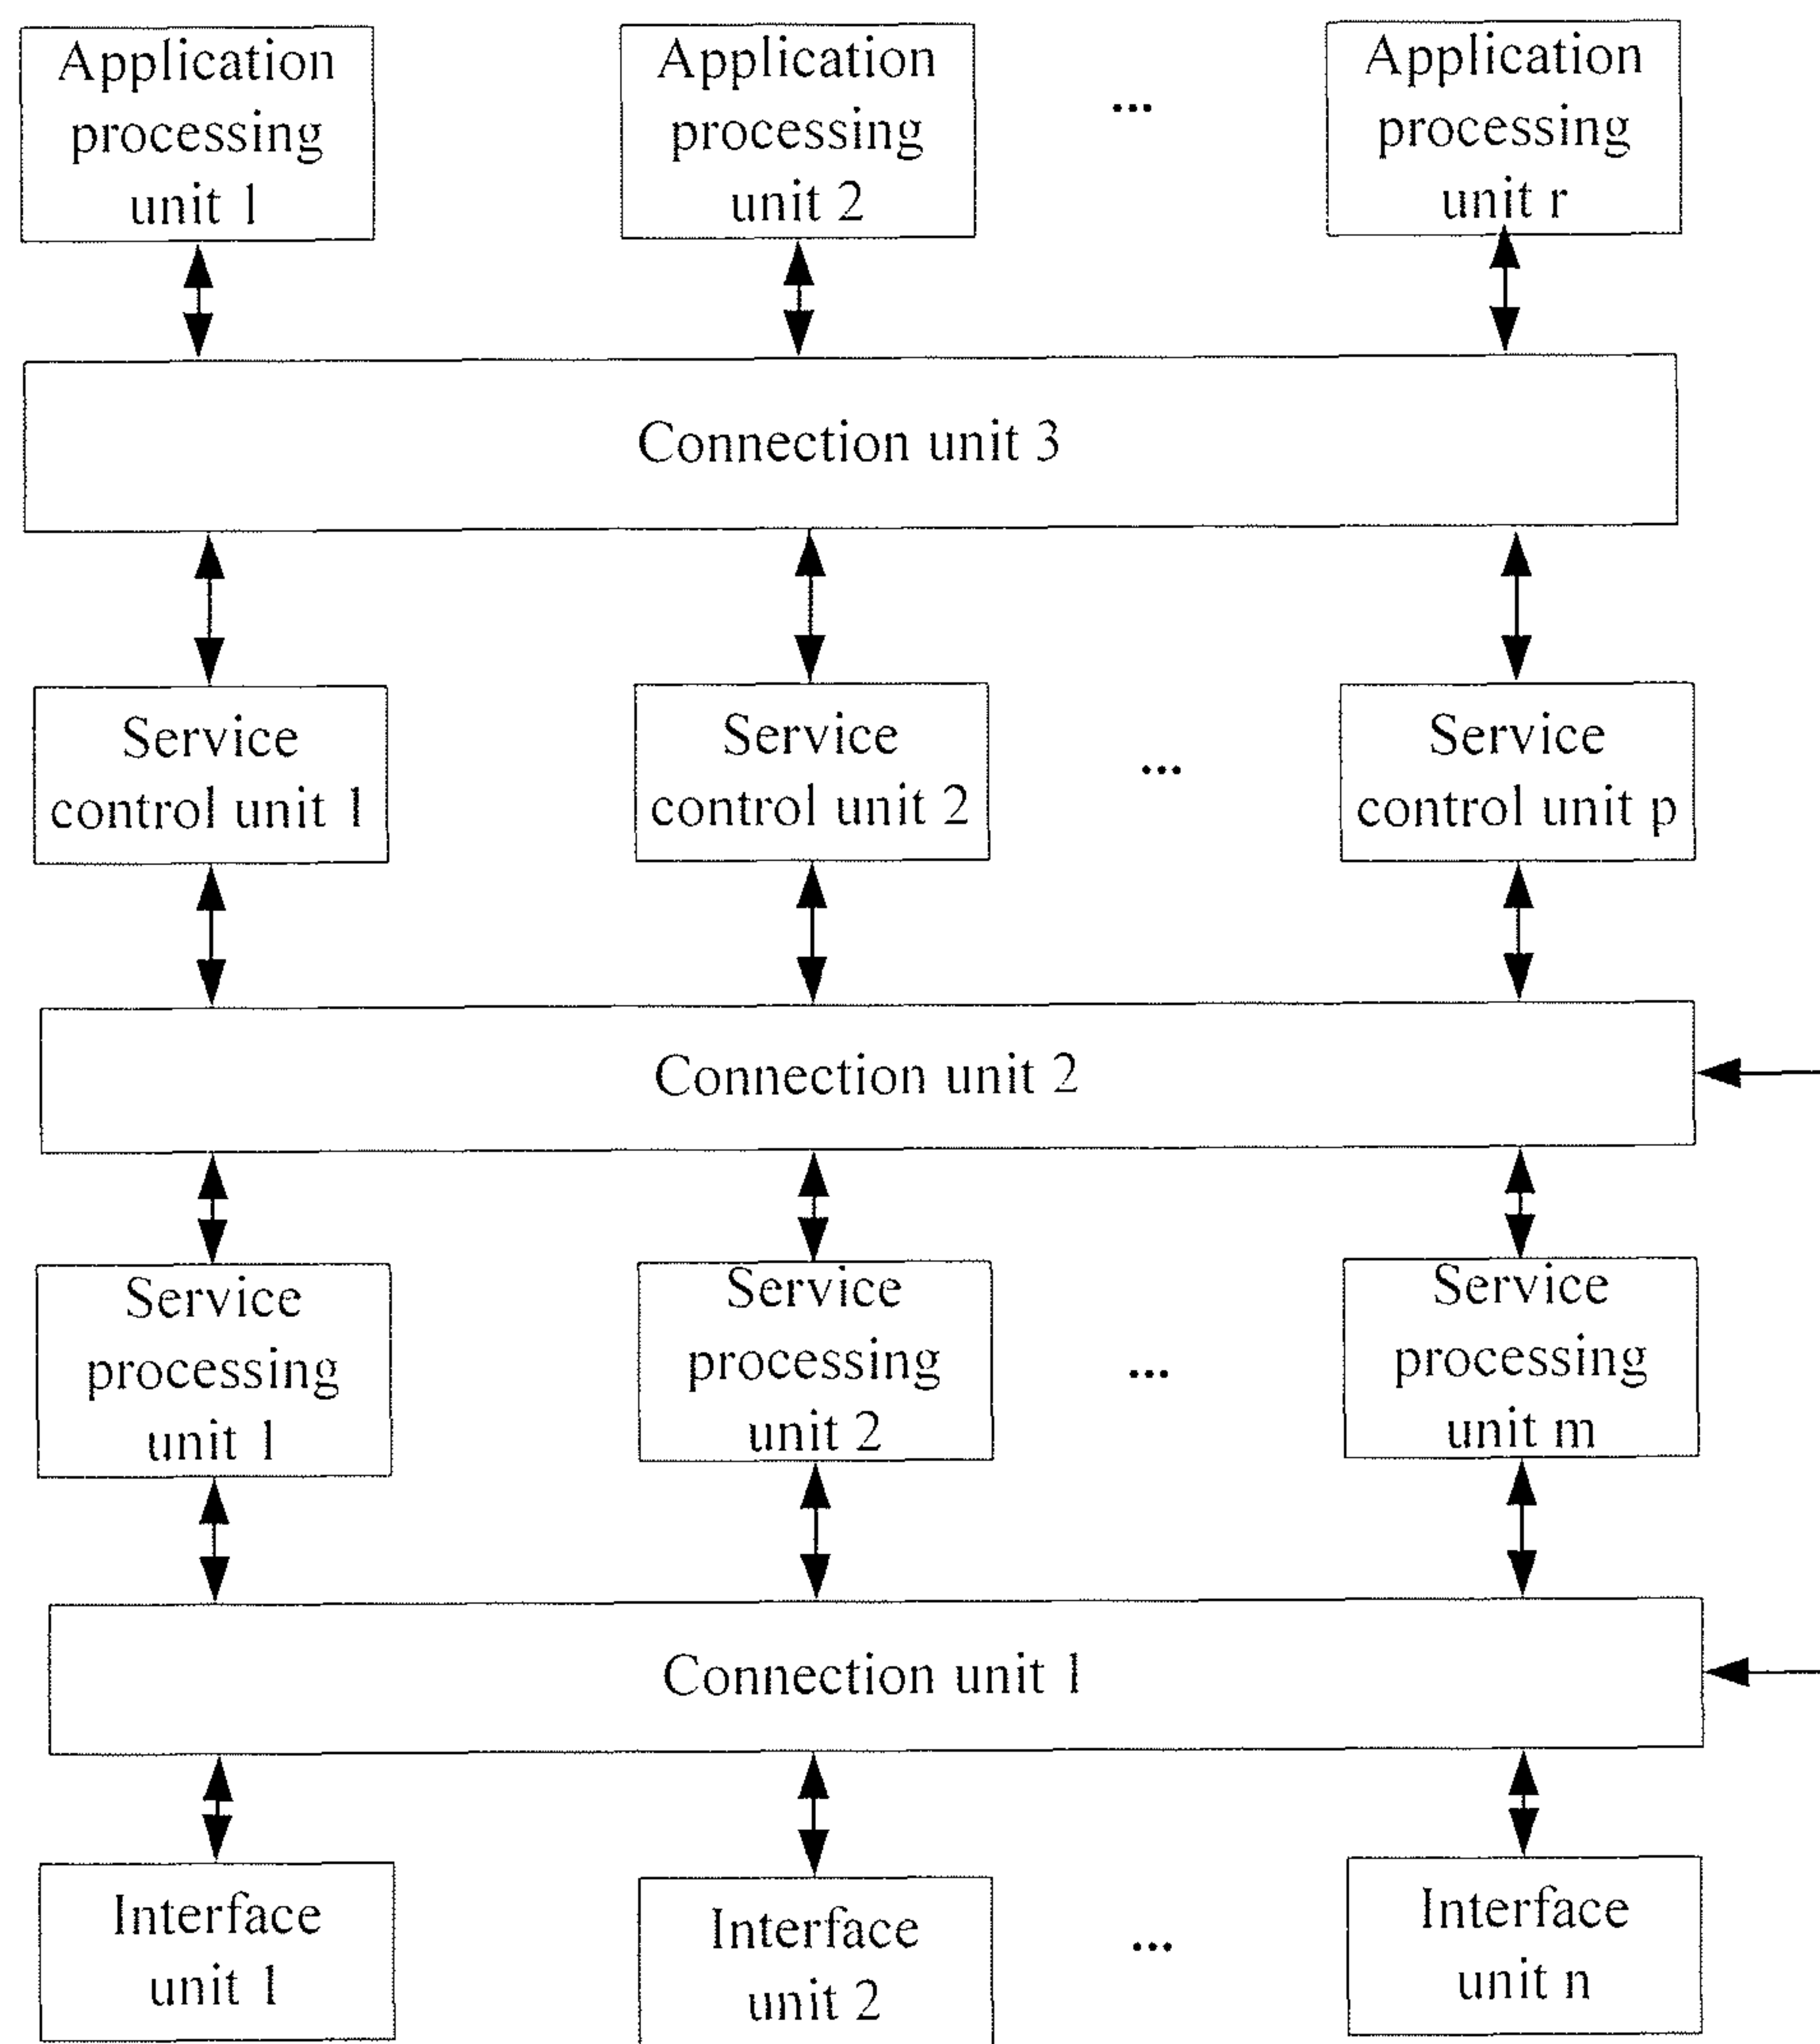 Application
processing
unit 1
Application
processing
unit 2
...
Application
processing
unit r
Connection unit 3
Service
control unit 1
Service
control unit 2
...
Service
control unit p
Connection unit 2
Service
processing
unit 1
Service
processing
unit 2
...
Service
processing
unit m
Connection unit 1
Interface
unit 1
Interface
unit 2
...
Interface
unit n